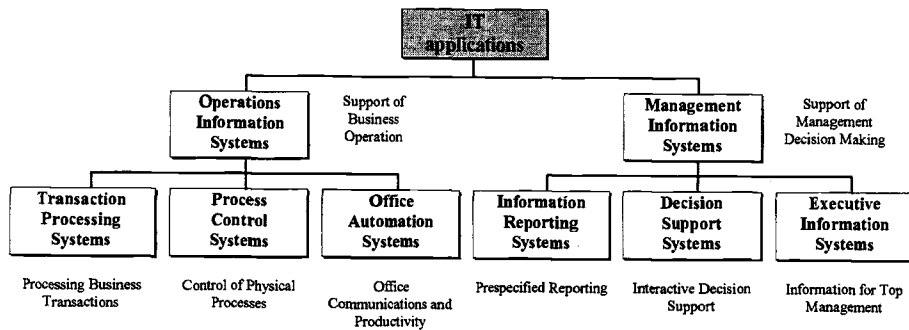 IT
applications
Operations
Information
Systems
Support of
Business
Operation
Management
Information
Systems
Support of
Management
Decision Making
Transaction
Processing
Systems
Process
Control
Systems
Office
Automation
Systems
Information
Reporting
Systems
Decision
Support
Systems
Executive
Information
Systems
Processing Business
Transactions
Control of Physical
Processes
Office
Communications and
Productivity
Prespecified Reporting
Interactive Decision
Support
Information for Top
Management